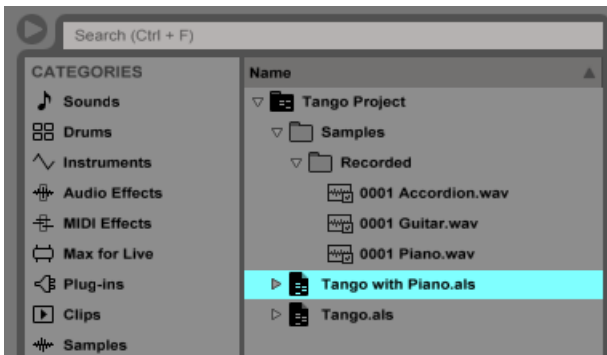 Search (Ctrl + F)
CATEGORIES
Sounds
Drums
Instruments
Audio Effects
MIDI Effects
Max for Live
Plug-ins
Clips
Samples
Name
Tango Project
Samples
Recorded
0001 Accordion.wav
0001 Guitar.wav
0001 Piano.wav
Tango with Piano.als
Tango.als